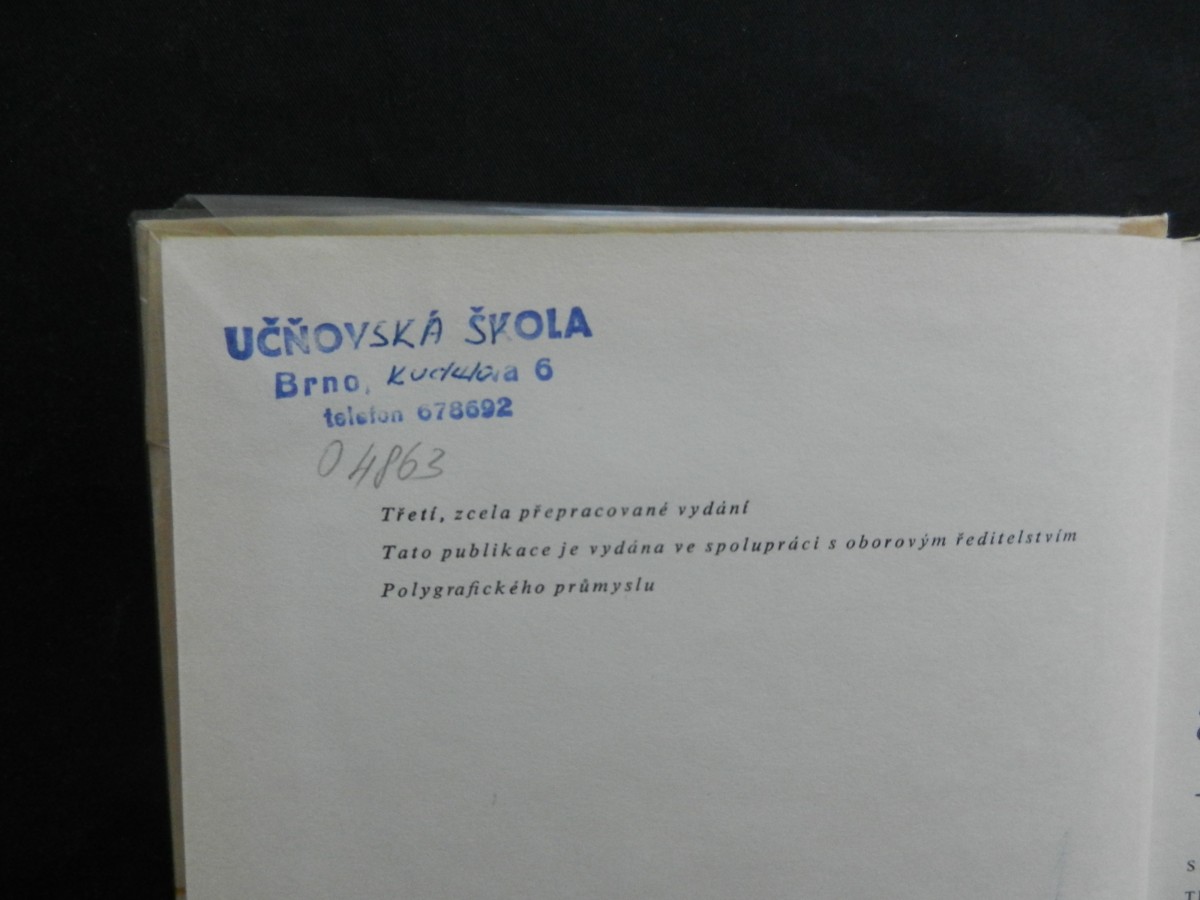 UČŇOVSKÁ ŠKOLA
Brno, Kudelova 6
telefon 678692
04863
Třetí, zcela přepracované vydání
Tato publikace je vydána ve spolupráci s oborovým ředitelstvím
Polygrafického průmyslu